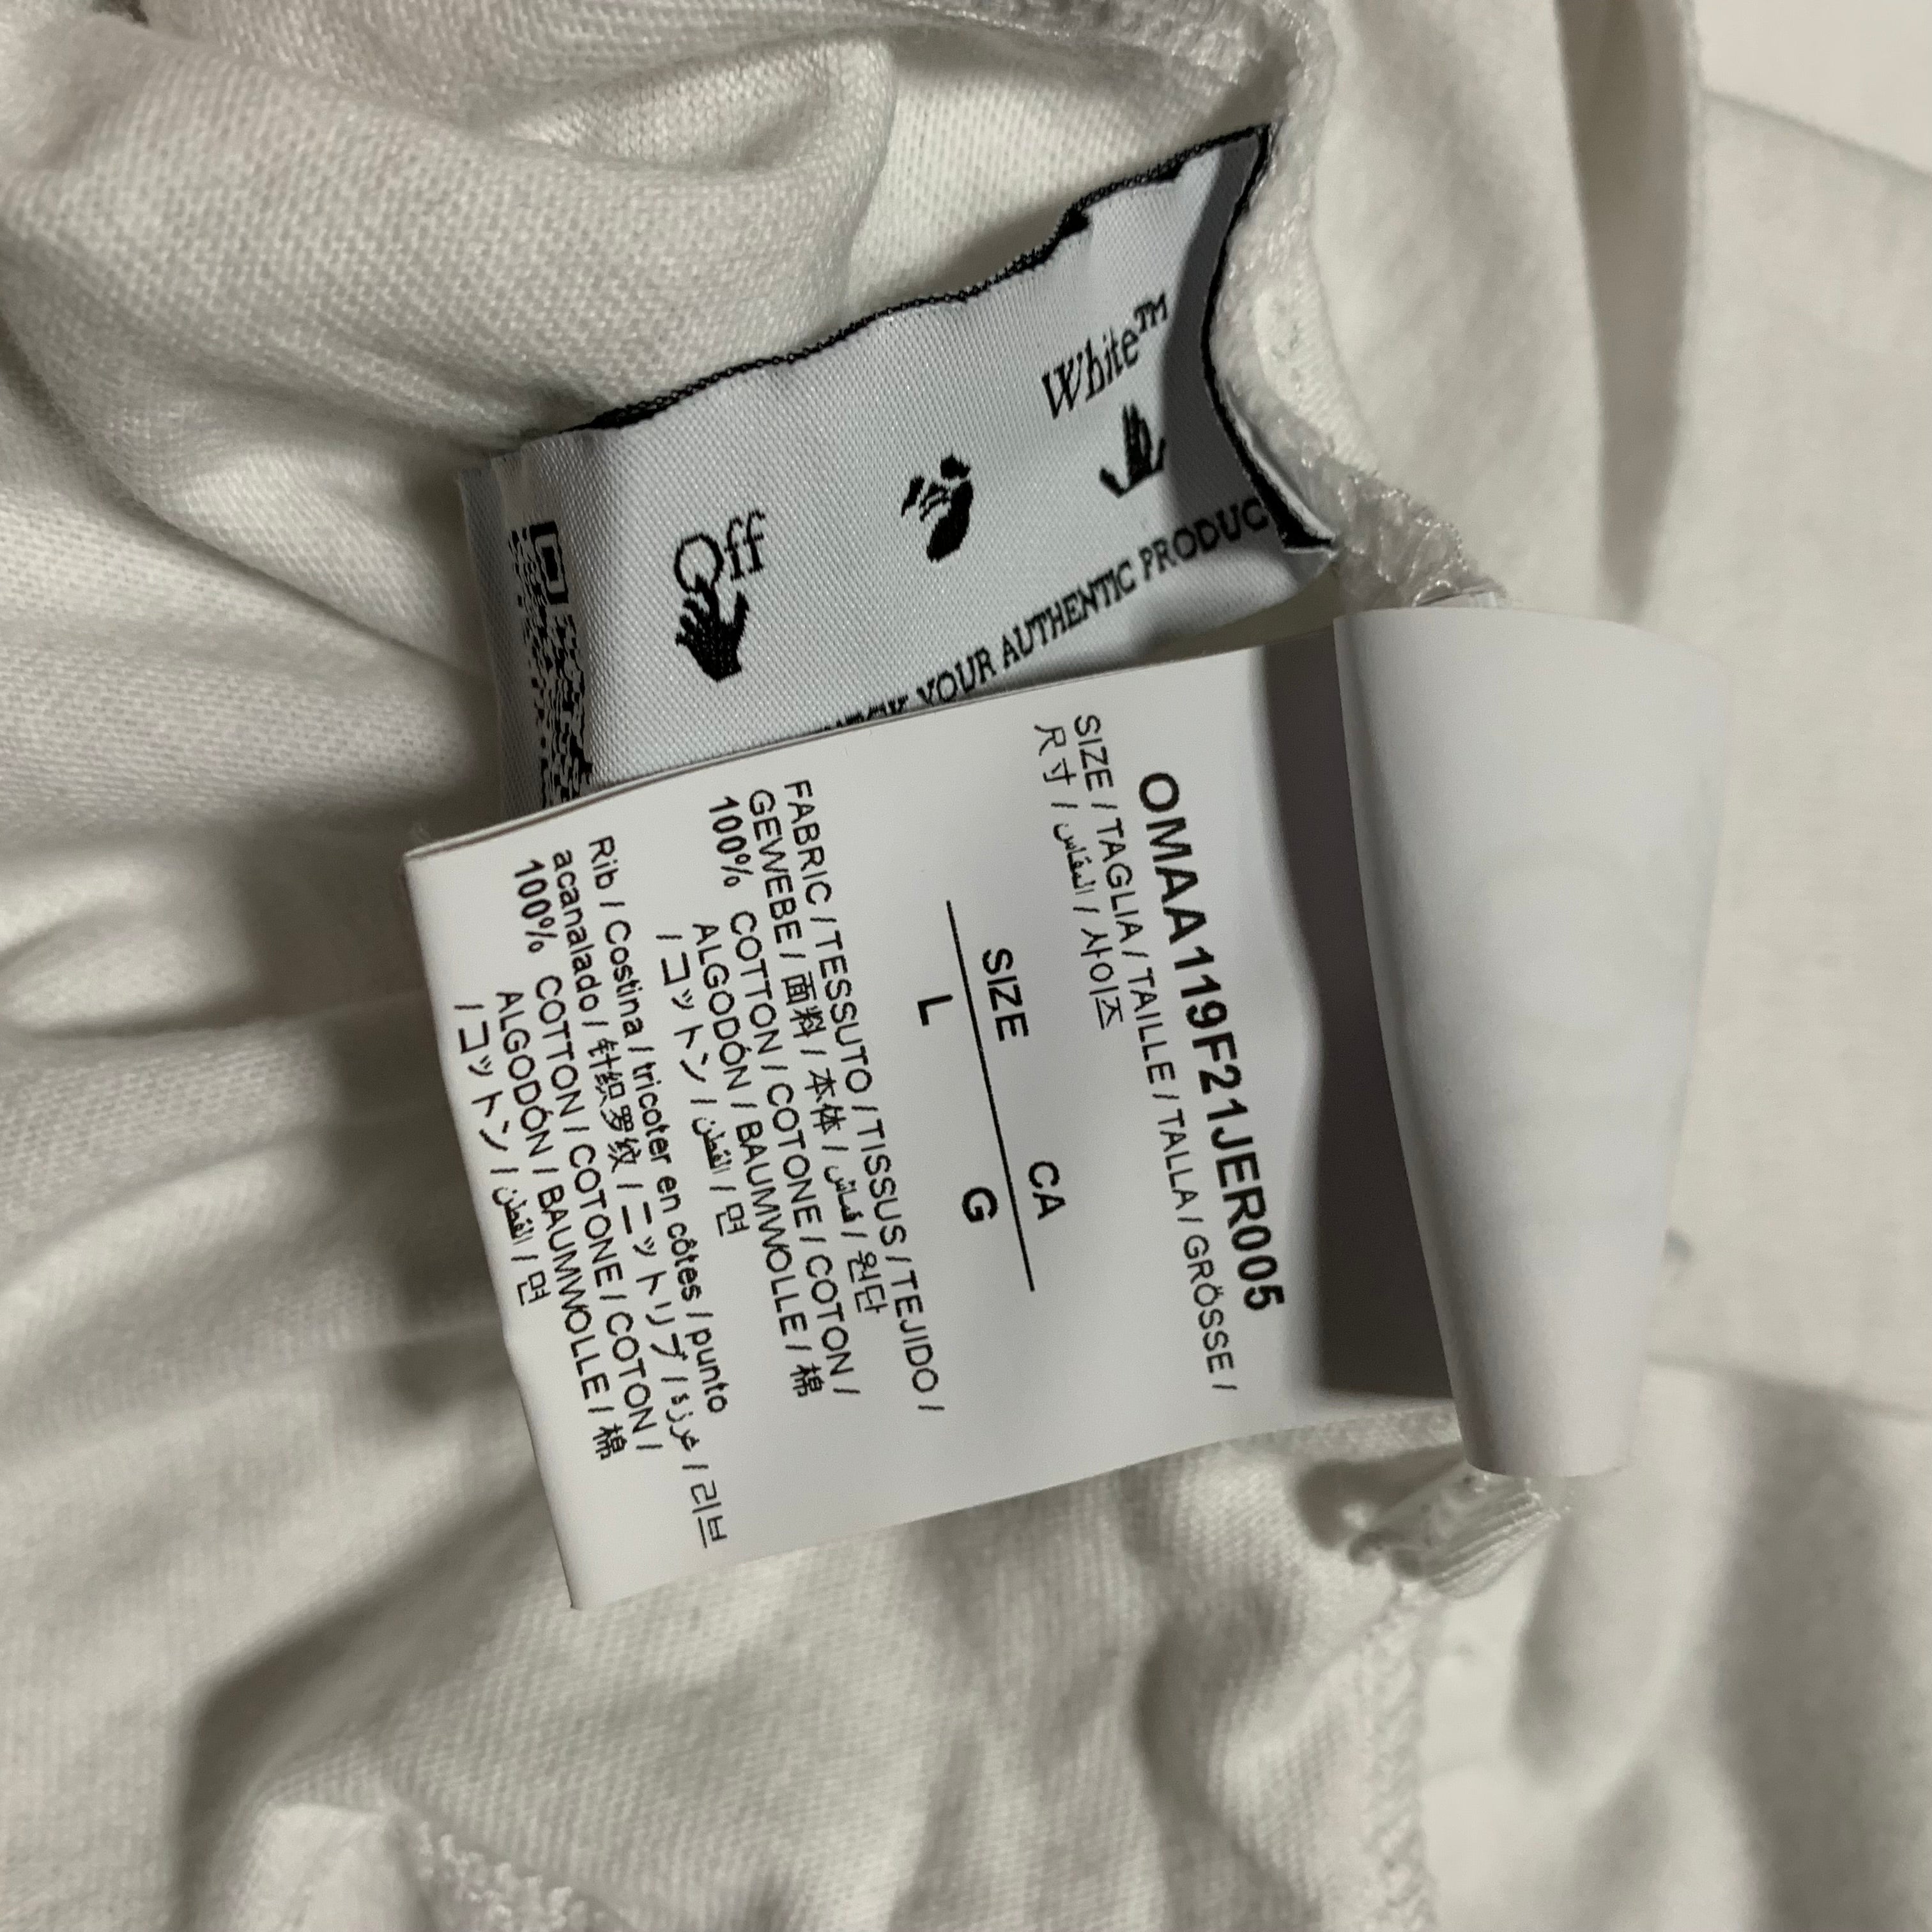 Off
White™
YOUR AUTHENTIC PRODUC
OMAA119F21JER005
SIZE / TAGLIA / TAILLE / TALLA / GRÖSSE /
尺寸 / المقاس / 사이즈
SIZE CA
L G
FABRIC / TESSUTO / TISSUS / TEJIDO /
GEWEBE / 面料 / 本体 / قماش / 원단
100% COTTON / COTONE / COTON /
ALGODÓN / BAUMWOLLE / 棉
/ コットン / القطن / 면
Rib / Costina / tricoter en côtes / punto
acanalado / 针织罗纹 / ニットリブ / غرزة / 리브
100% COTTON / COTONE / COTON /
ALGODÓN / BAUMWOLLE / 棉
/ コットン / القطن / 면